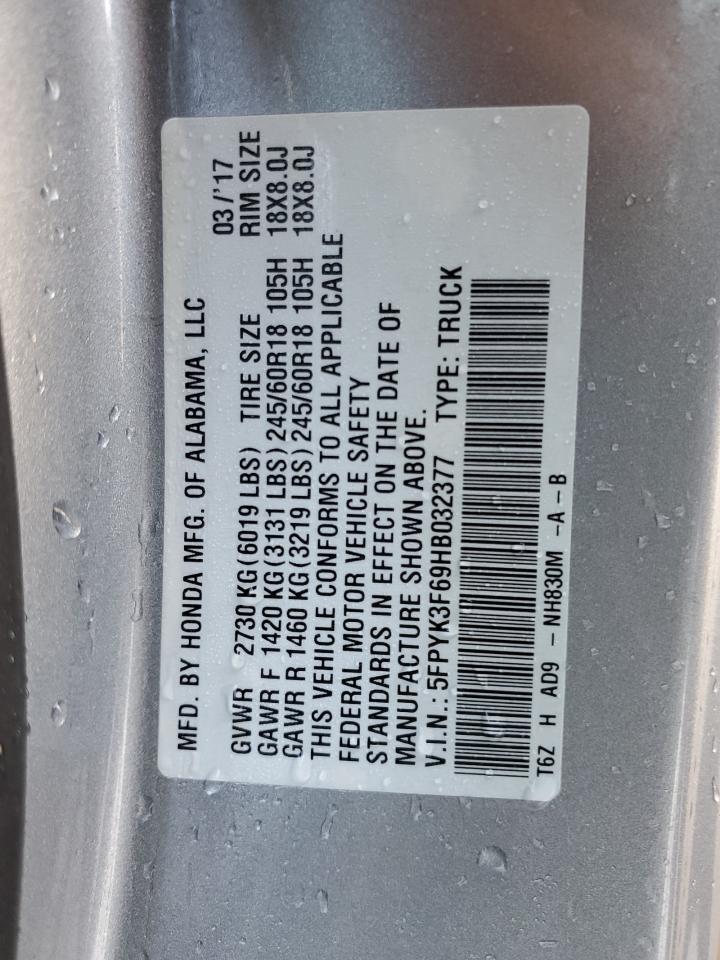 MFD. BY HONDA MFG. OF ALABAMA, LLC
03/'17
GVWR 2730 KG(6019 LBS) TIRE SIZE RIM SIZE
GAWR F 1420 KG(3131 LBS)245/60R18 105H 18X8.0J
GAWR R 1460 KG(3219 LBS)245/60R18 105H 18X8.0J
THIS VEHICLE CONFORMS TO ALL APPLICABLE
FEDERAL MOTOR VEHICLE SAFETY
STANDARDS IN EFFECT ON THE DATE OF
MANUFACTURE SHOWN ABOVE.
V.I.N.: 5FPYK3F69HB032377 TYPE: TRUCK
T6Z H AD9 - NH830M -A-B